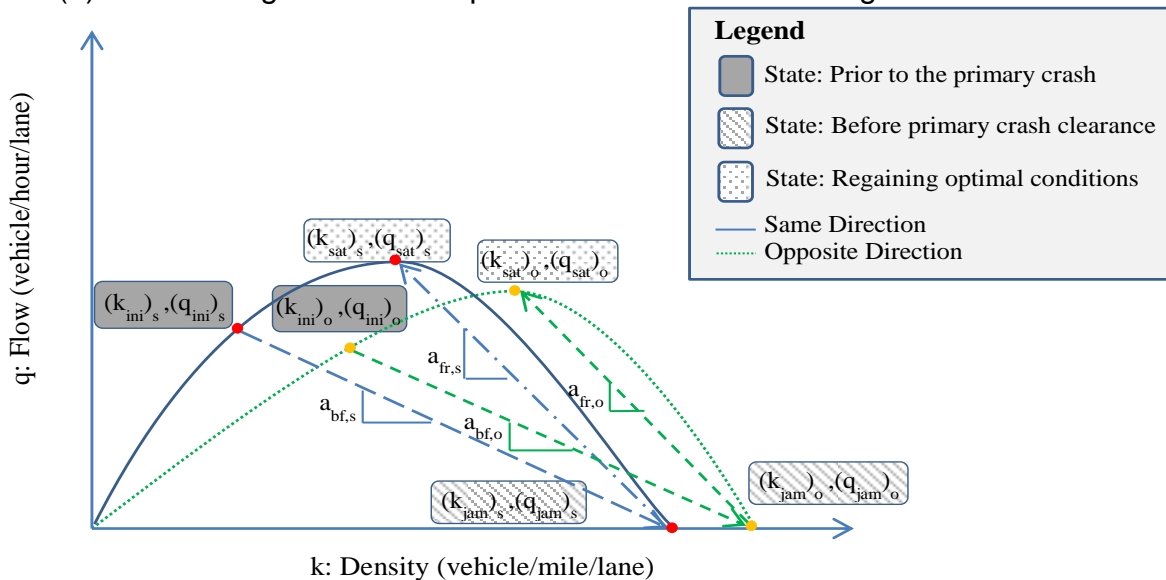 Legend
State: Prior to the primary crash
State: Before primary crash clearance
State: Regaining optimal conditions
Same Direction
Opposite Direction
q: Flow (vehicle/hour/lane)
(k_sat)_s ,(q_sat)_s
(k_sat)_o ,(q_sat)_o
(k_ini)_s ,(q_ini)_s
(k_ini)_o ,(q_ini)_o
a_fr,s
a_fr,o
a_bf,s
a_bf,o
(k_jam)_s ,(q_jam)_s
(k_jam)_o ,(q_jam)_o
k: Density (vehicle/mile/lane)